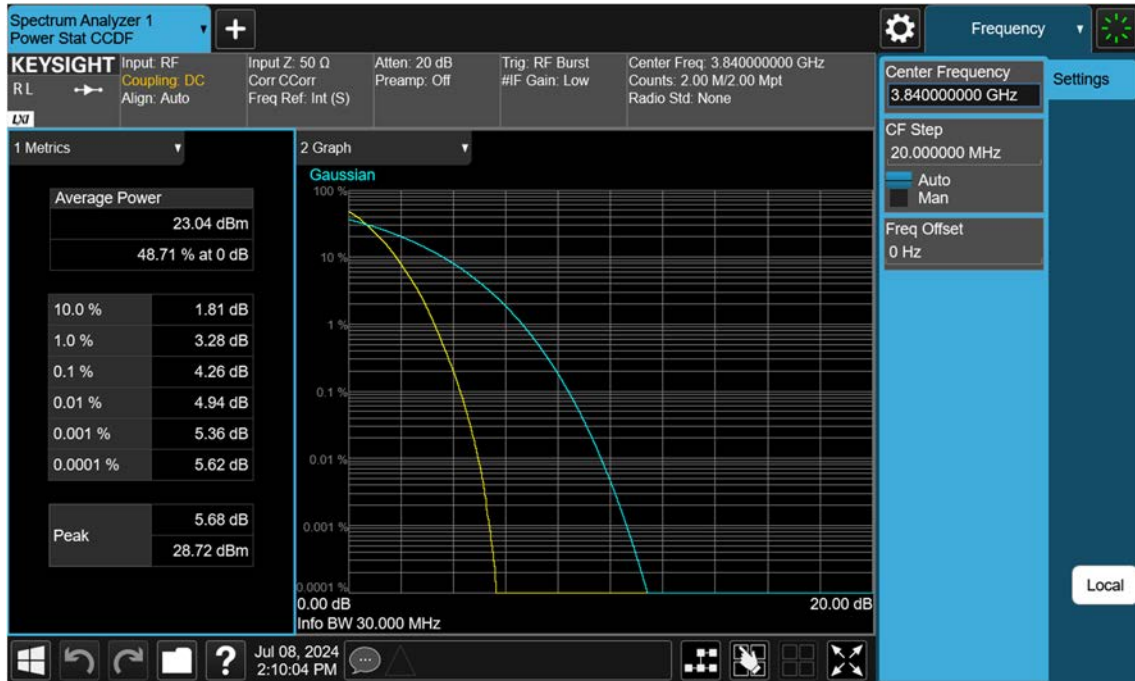 Spectrum Analyzer 1
Power Stat CCDF
+
Frequency
KEYSIGHT
R L
LXI
Input: RF
Coupling: DC
Align: Auto
Input Z: 50 Ω
Corr CCorr
Freq Ref: Int (S)
Atten: 20 dB
Preamp: Off
Trig: RF Burst
#IF Gain: Low
Center Freq: 3.840000000 GHz
Counts: 2.00 M/2.00 Mpt
Radio Std: None
Center Frequency
3.840000000 GHz
Settings
CF Step
20.000000 MHz
Auto
Man
Freq Offset
0 Hz
Local
1 Metrics
Average Power
23.04 dBm
48.71 % at 0 dB
10.0 % 1.81 dB
1.0 % 3.28 dB
0.1 % 4.26 dB
0.01 % 4.94 dB
0.001 % 5.36 dB
0.0001 % 5.62 dB
Peak
5.68 dB
28.72 dBm
2 Graph
Gaussian
100 %
10 %
1 %
0.1 %
0.01 %
0.001 %
0.0001 %
0.00 dB 20.00 dB
Info BW 30.000 MHz
?
Jul 08, 2024
2:10:04 PM